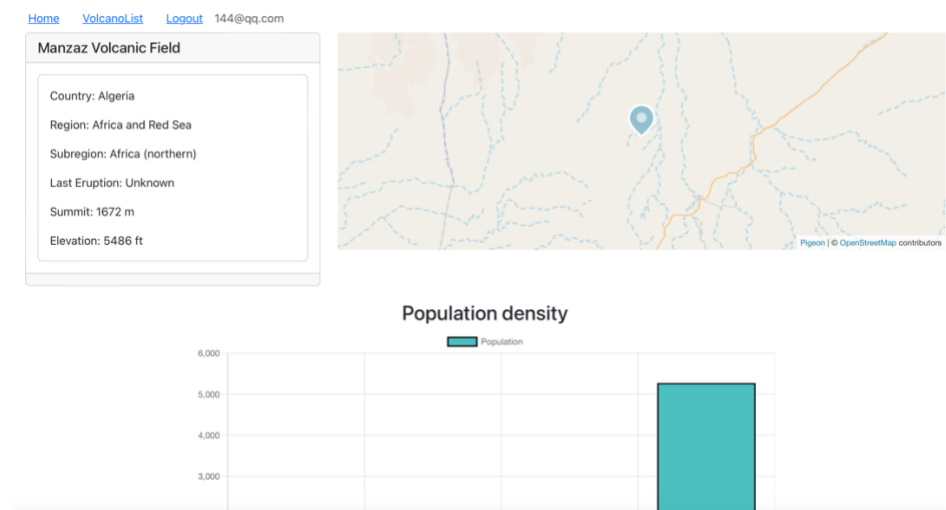 Home VolcanoList Logout 144@qq.com
Manzaz Volcanic Field
Country: Algeria
Region: Africa and Red Sea
Subregion: Africa (northern)
Last Eruption: Unknown
Summit: 1672 m
Elevation: 5486 ft
Pigeon | © OpenStreetMap contributors
Population density
Population
6,000
5,000
4,000
3,000